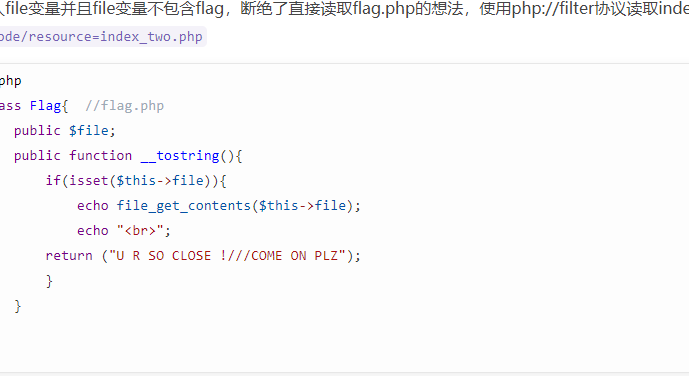 file变量并且file变量不包含flag，断绝了直接读取flag.php的想法，使用php://filter协议读取inde
ode/resource=index_two.php
php
ass Flag{  //flag.php
public $file;
public function __tostring(){
if(isset($this->file)){
echo file_get_contents($this->file);
echo "<br>";
return ("U R SO CLOSE !///COME ON PLZ");
}
}